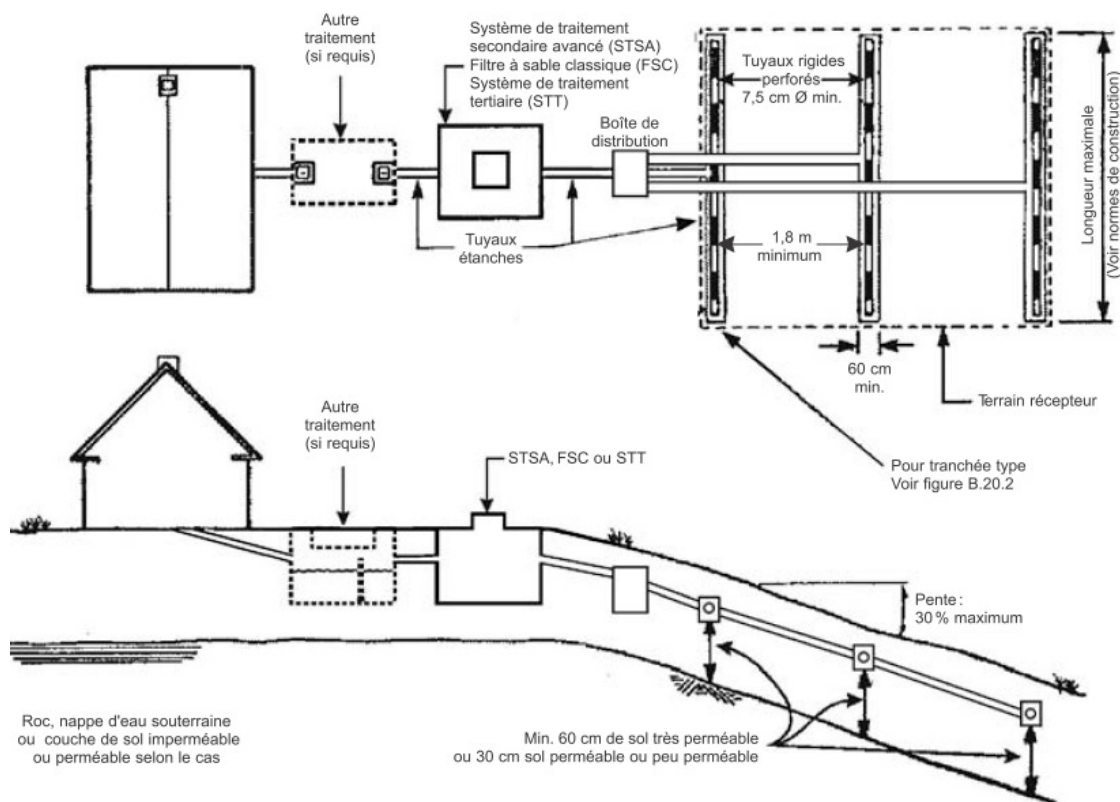 Autre
traitement
(si requis)
Système de traitement
secondaire avancé (STSA)
Filtre à sable classique (FSC)
Système de traitement
tertiaire (STT)
Boîte de
distribution
Tuyaux rigides
perforés
7,5 cm Ø min.
Longueur maximale
(Voir normes de construction)
Tuyaux
étanches
1,8 m
minimum
60 cm
min.
Terrain récepteur
Pour tranchée type
Voir figure B.20.2
Autre
traitement
(si requis)
STSA, FSC ou STT
Pente :
30 % maximum
Roc, nappe d'eau souterraine
ou couche de sol imperméable
ou perméable selon le cas
Min. 60 cm de sol très perméable
ou 30 cm sol perméable ou peu perméable